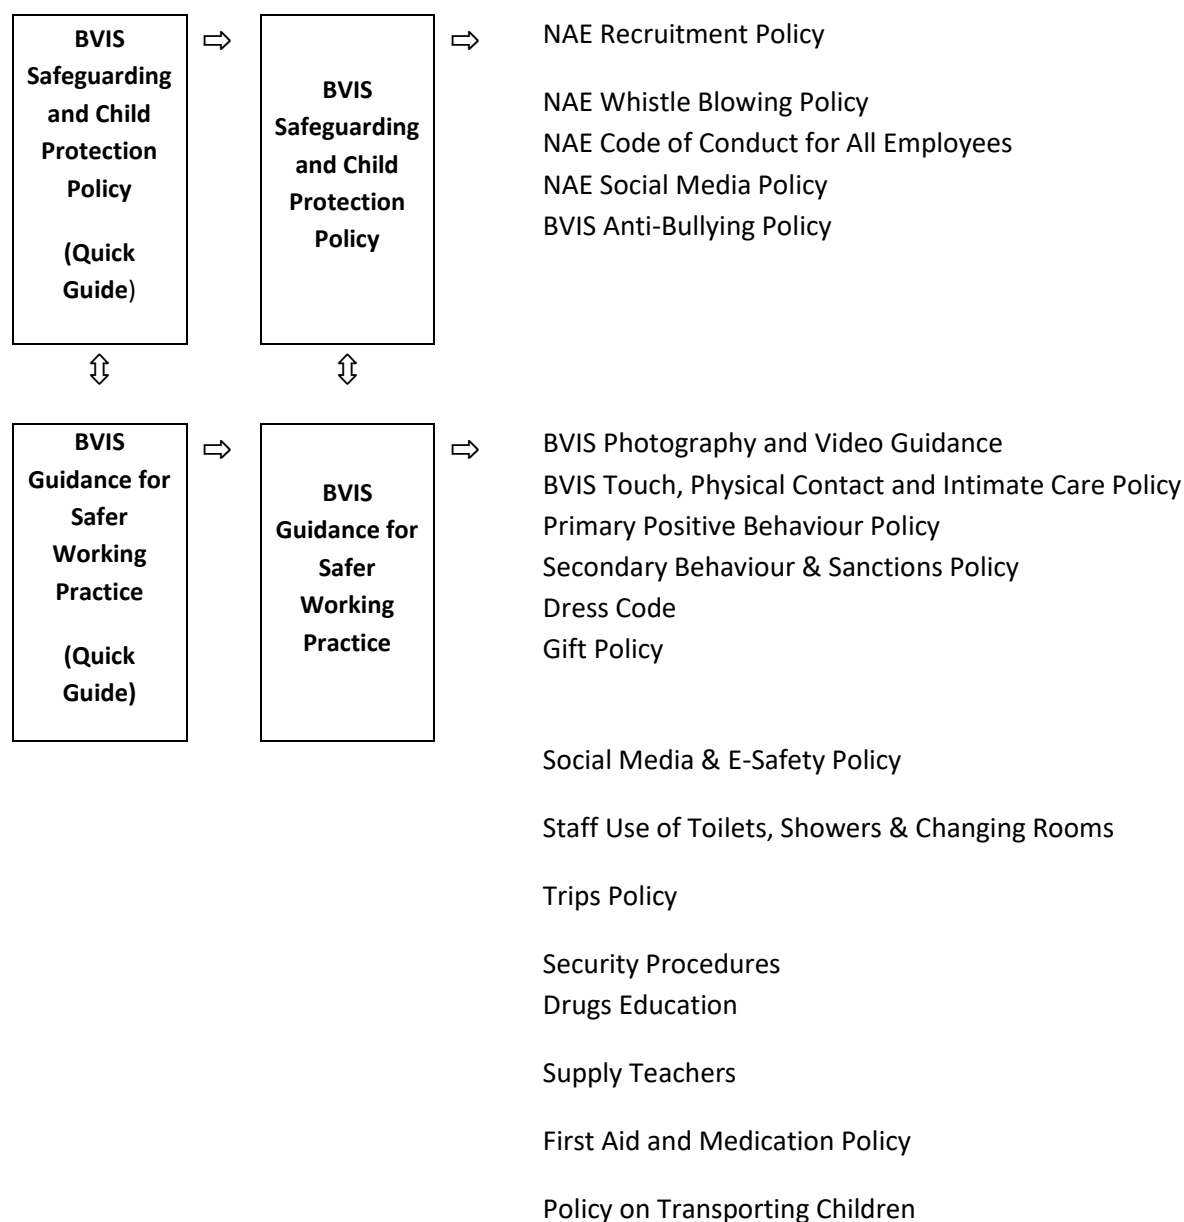 BVIS
Safeguarding
and Child
Protection
Policy
(Quick
Guide)
⇨
BVIS
Safeguarding
and Child
Protection
Policy
⇨
NAE Recruitment Policy
NAE Whistle Blowing Policy
NAE Code of Conduct for All Employees
NAE Social Media Policy
BVIS Anti-Bullying Policy
⇕
⇕
BVIS
Guidance for
Safer
Working
Practice
(Quick
Guide)
⇨
BVIS
Guidance for
Safer
Working
Practice
⇨
BVIS Photography and Video Guidance
BVIS Touch, Physical Contact and Intimate Care Policy
Primary Positive Behaviour Policy
Secondary Behaviour & Sanctions Policy
Dress Code
Gift Policy
Social Media & E-Safety Policy
Staff Use of Toilets, Showers & Changing Rooms
Trips Policy
Security Procedures
Drugs Education
Supply Teachers
First Aid and Medication Policy
Policy on Transporting Children